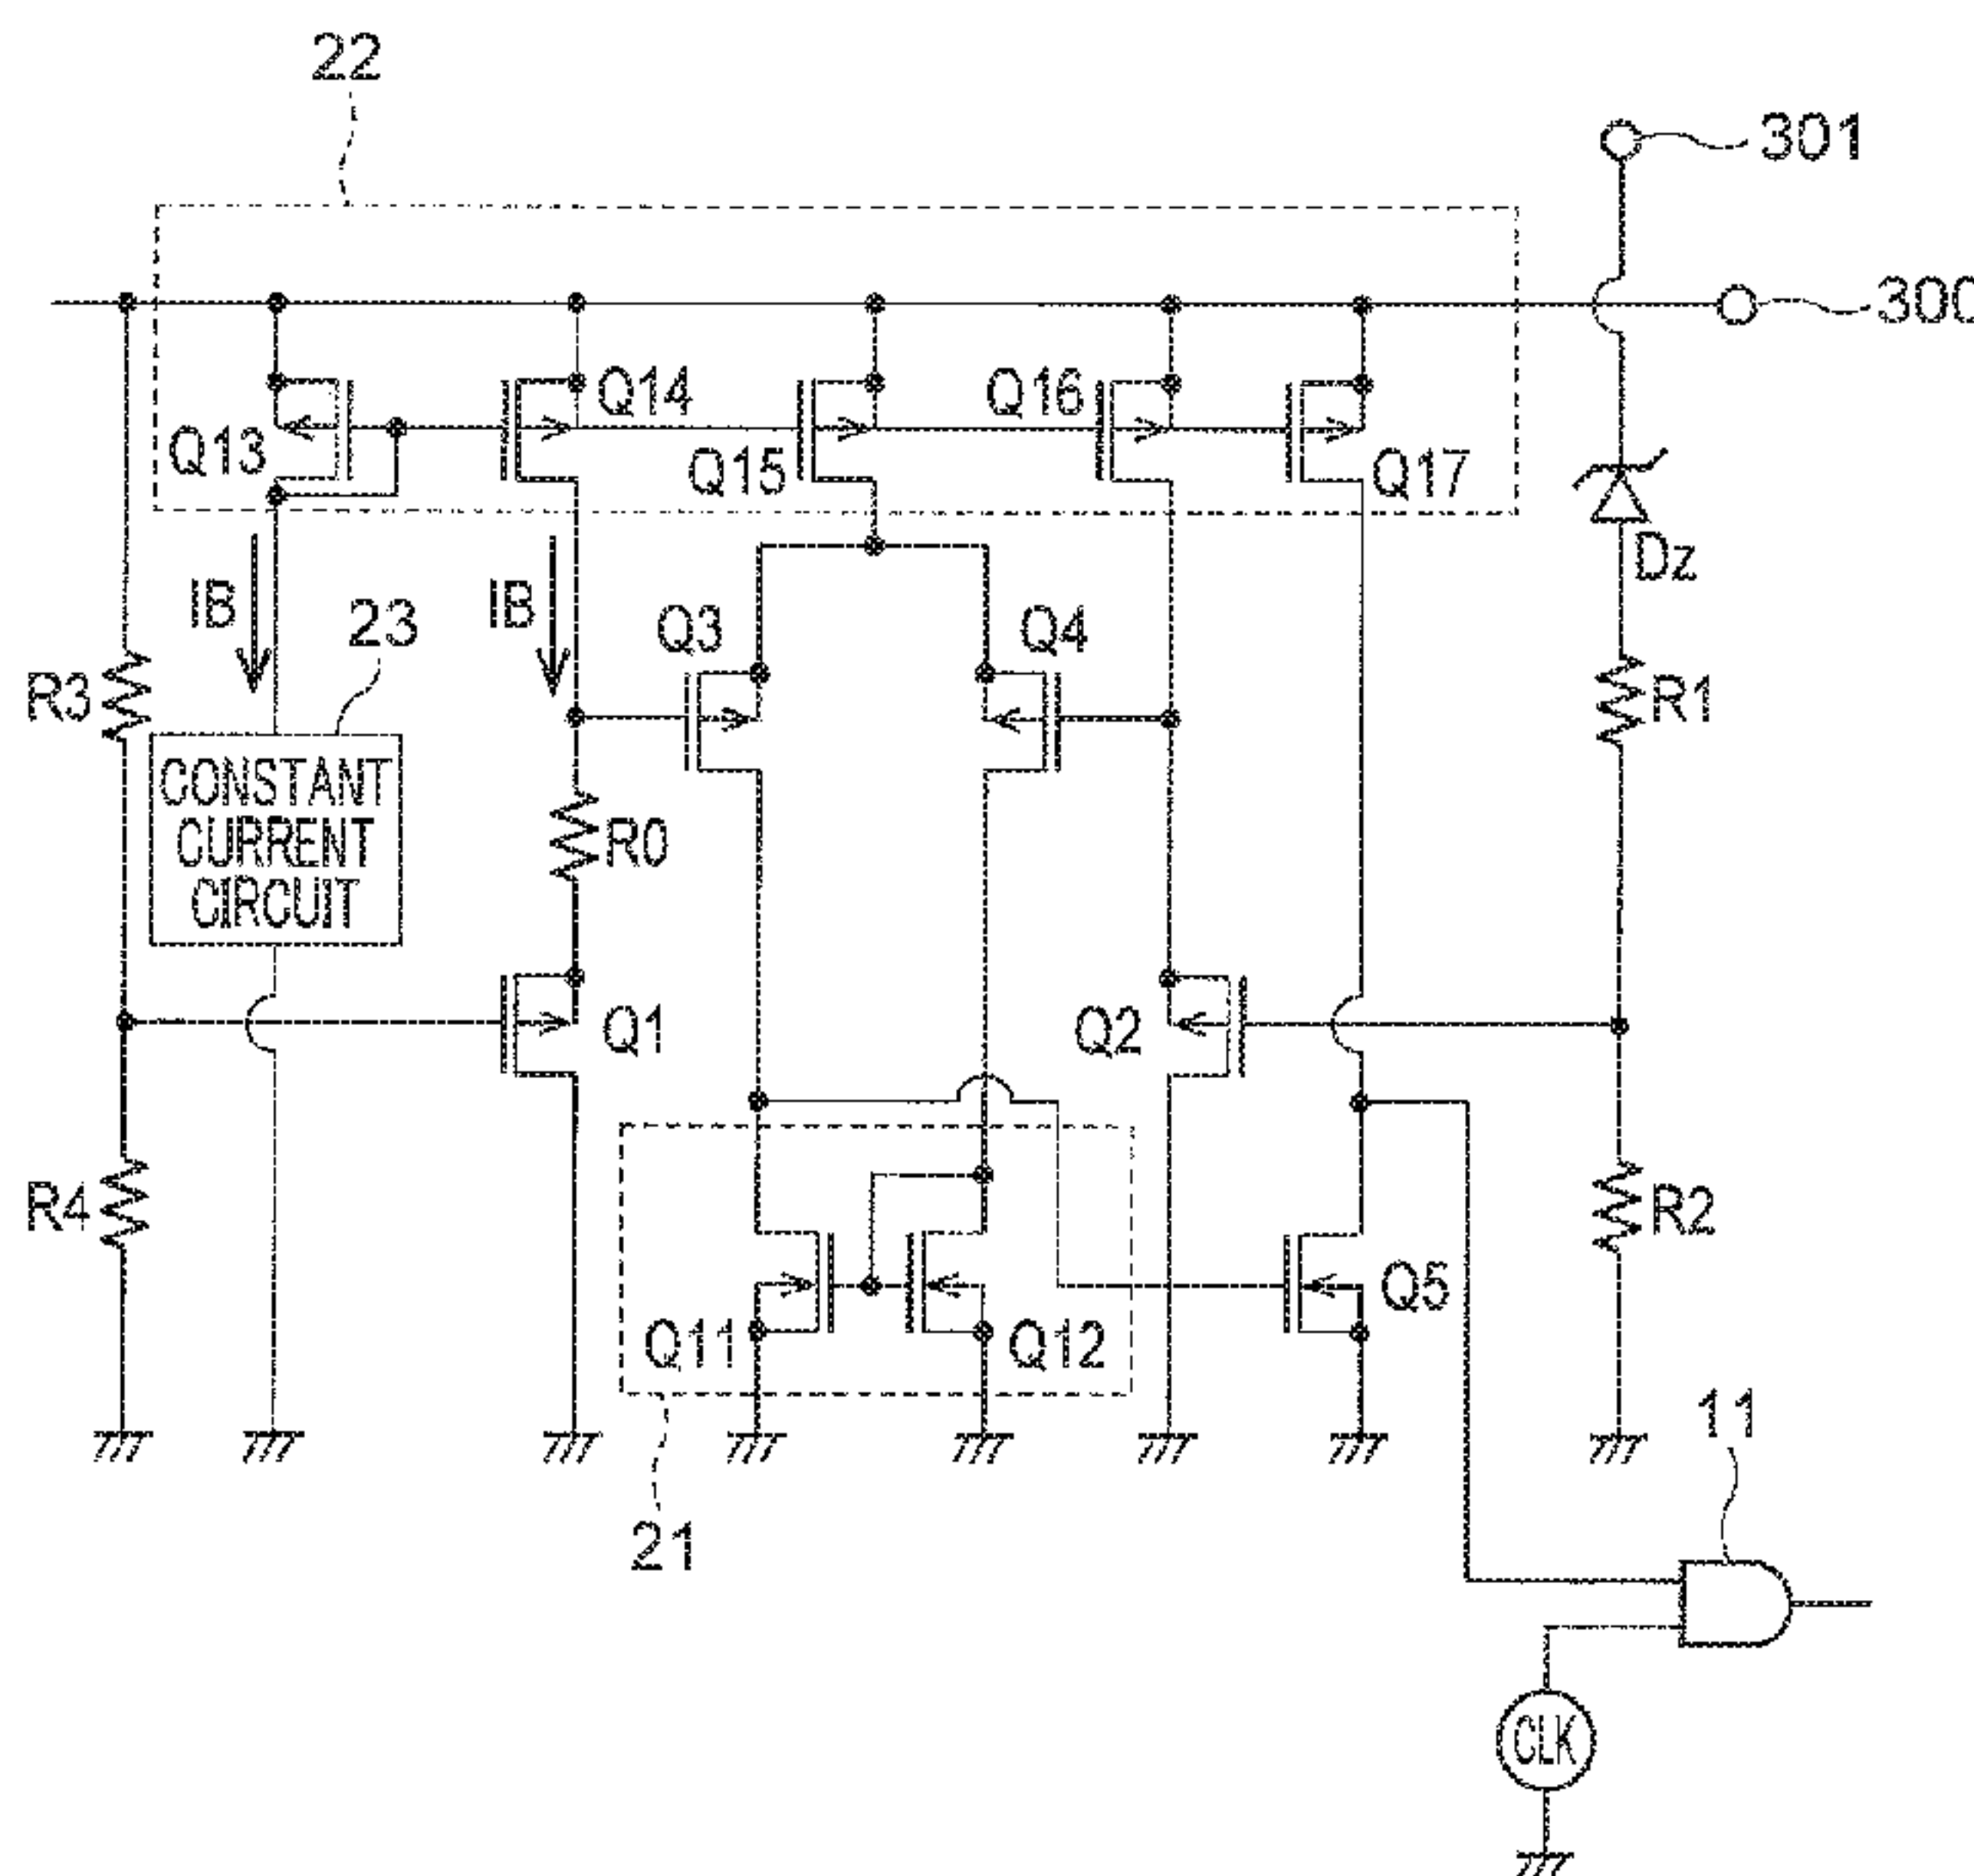 22
301
300
Q14
Q16
Q13
Q15
Q17
Dz
IB
IB
23
Q3
Q4
R3
R1
CONSTANT
CURRENT
CIRCUIT
R0
Q1
Q2
R4
R2
Q5
Q11
Q12
11
21
CLK